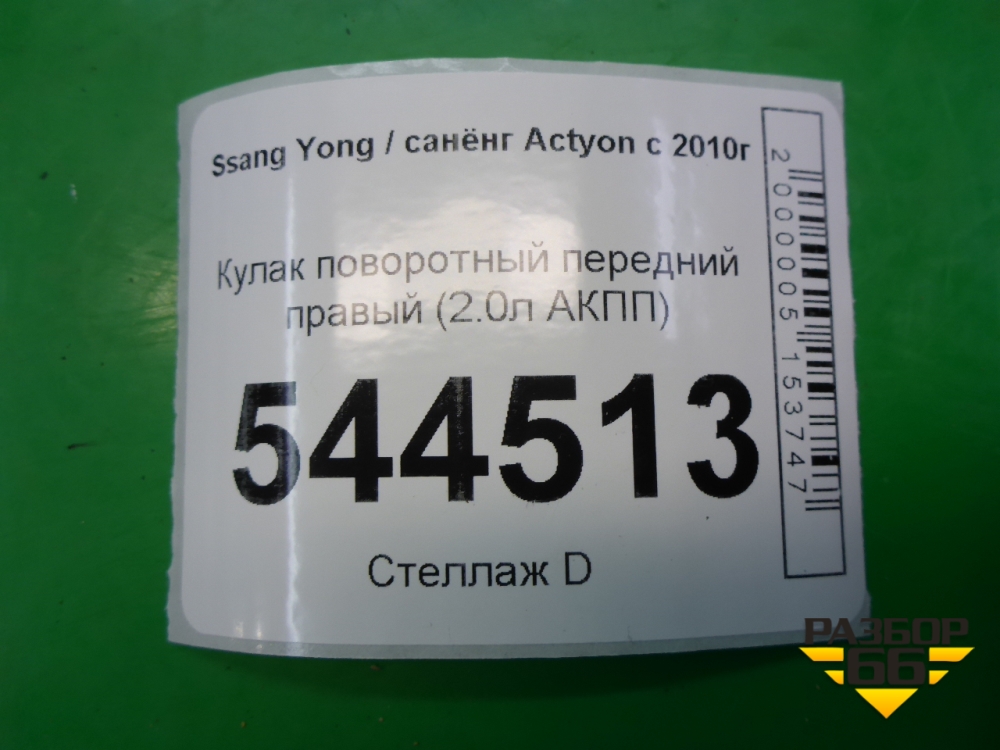 Ssang Yong / санёнг Actyon с 2010г
Кулак поворотный передний
правый (2.0л АКПП)
544513
Стеллаж D
2000005153747
РАЗБОР
66